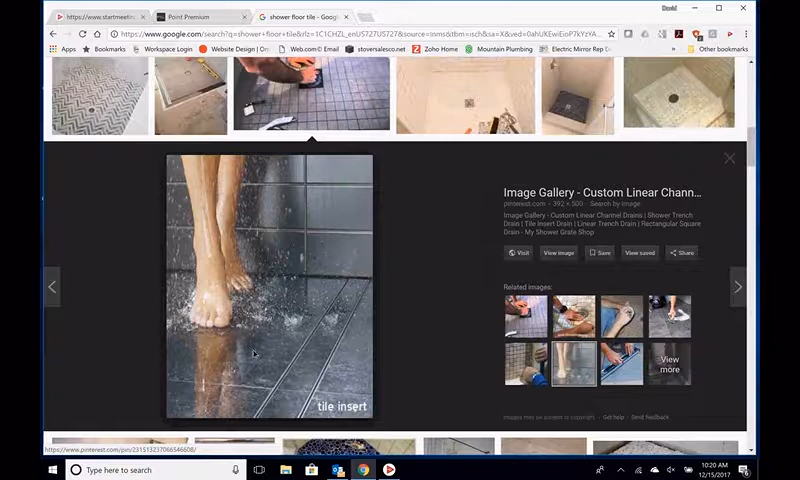 David
https://www.startmeetin
Point Premium
shower floor tile - Googl
https://www.google.com/search?q=shower+floor+tile&rlz=1C1CHZL_enUS727US727&source=lnms&tbm=isch&sa=X&ved=
Apps
Bookmarks
Workspace Login
Website Design | On
Web.com© Email
stoversalesco.net
Zoho Home
Mountain Plumbing
Electric Mirror Rep D
»
Other bookmarks
Image Gallery - Custom Linear Chann...
pinterest.com - 392 × 500 - Search by image
Image Gallery - Custom Linear Channel Drains | Shower Trench
Drain | Tile Insert Drain | Linear Trench Drain | Rectangular Square
Drain - My Shower Grate Shop
Visit
View image
Save
View saved
Share
Related images:
View
more
tile insert
Images may be subject to copyright.
Get help
Send feedback
https://www.pinterest.com/pin/231513237066546608/
Type here to search
10:20 AM
12/15/2017